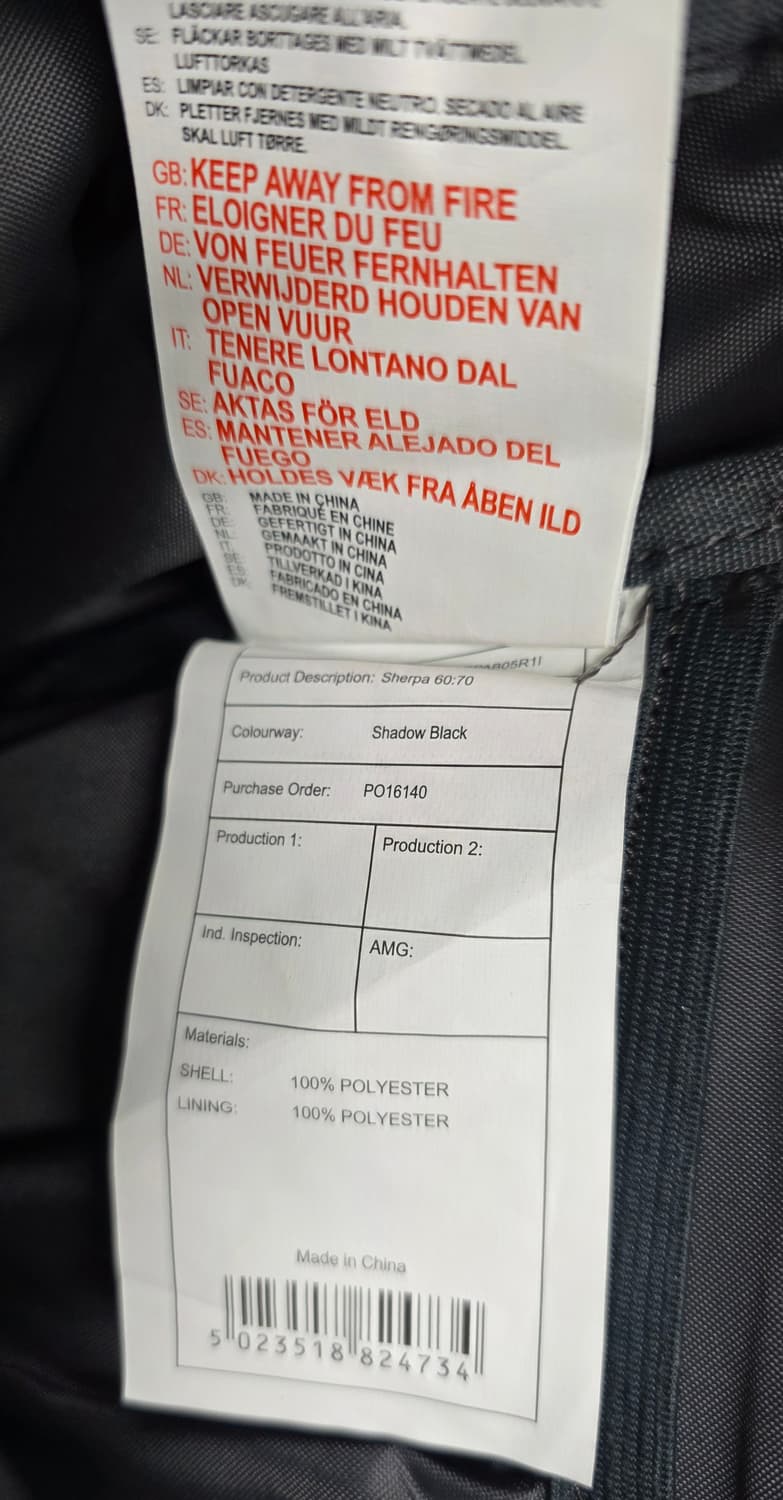 LASCIARE ASCUGARE ALL'ARIA.
SE: FLÄCKAR BORTTAGES MED MILT TVÄTTMEDEL.
LUFTTORKAS
ES: LIMPIAR CON DETERGENTE NEUTRO. SECADO AL AIRE
DK: PLETTER FJERNES MED MILDT RENGØRINGSMIDDEL.
SKAL LUFT TØRRE.
GB: KEEP AWAY FROM FIRE
FR: ELOIGNER DU FEU
DE: VON FEUER FERNHALTEN
NL: VERWIJDERD HOUDEN VAN
OPEN VUUR
IT: TENERE LONTANO DAL
FUACO
SE: AKTAS FÖR ELD
ES: MANTENER ALEJADO DEL
FUEGO
DK: HOLDES VÆK FRA ÅBEN ILD
GB: MADE IN CHINA
FR: FABRIQUÉ EN CHINE
DE: GEFERTIGT IN CHINA
NL: GEMAAKT IN CHINA
IT: PRODOTTO IN CINA
SE: TILLVERKAD I KINA
ES: FABRICADO EN CHINA
DK: FREMSTILLET I KINA
Product Description: Sherpa 60:70
Colourway: Shadow Black
Purchase Order: PO16140
Production 1: Production 2:
Ind. Inspection: AMG:
Materials:
SHELL: 100% POLYESTER
LINING: 100% POLYESTER
Made in China
5 023518 824734